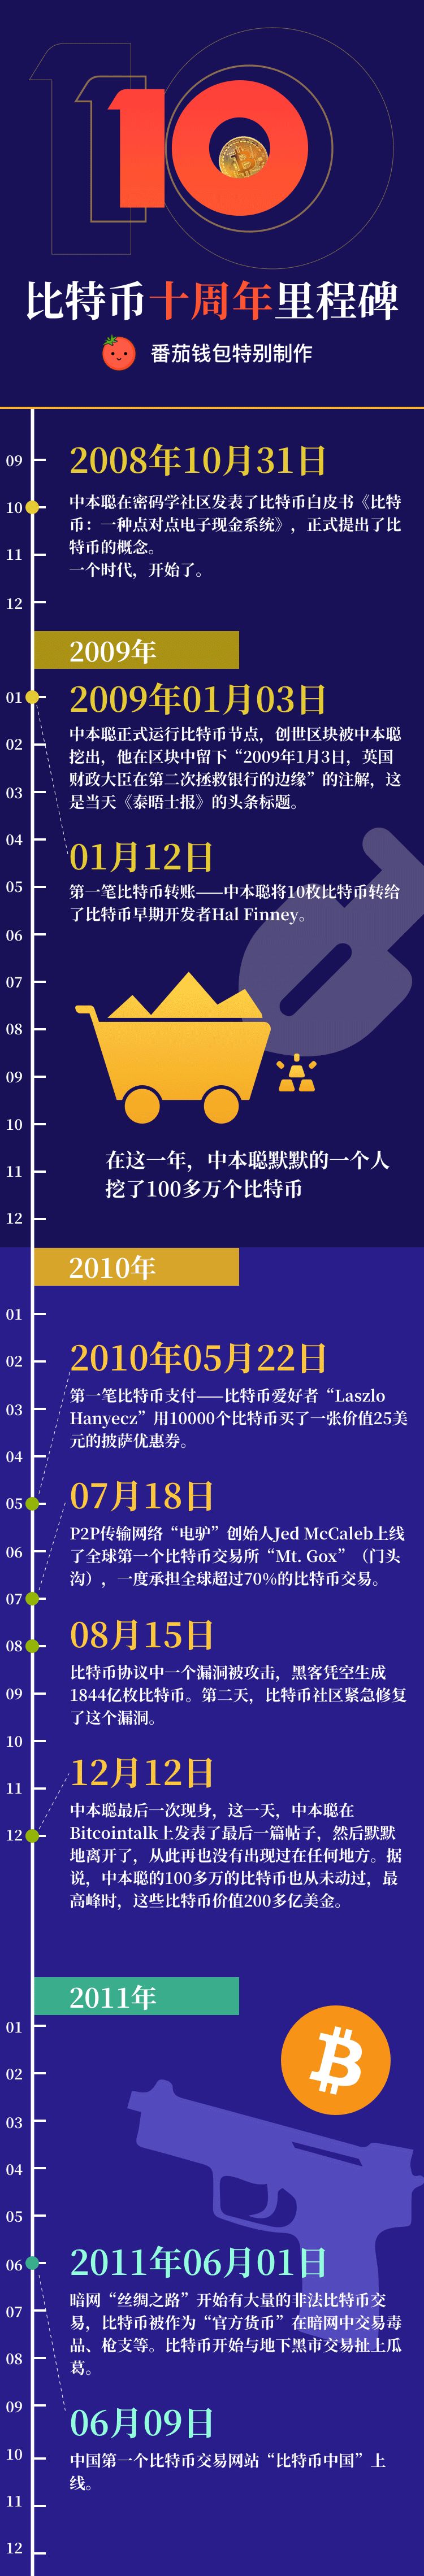 10
比特币十周年里程碑
番茄钱包特别制作
09
2008年10月31日
10
中本聪在密码学社区发表了比特币白皮书《比特
币：一种点对点电子现金系统》，正式提出了比
特币的概念。
11
一个时代，开始了。
12
2009年
01
2009年01月03日
中本聪正式运行比特币节点，创世区块被中本聪
02
挖出，他在区块中留下“2009年1月3日，英国
财政大臣在第二次拯救银行的边缘”的注解，这
03
是当天《泰晤士报》的头条标题。
04
01月12日
05
第一笔比特币转账——中本聪将10枚比特币转给
了比特币早期开发者Hal Finney。
06
07
08
09
10
在这一年，中本聪默默的一个人
11
挖了100多万个比特币
12
2010年
01
02
2010年05月22日
第一笔比特币支付——比特币爱好者“Laszlo
03
Hanyecz”用10000个比特币买了一张价值25美
元的披萨优惠券。
04
05
07月18日
P2P传输网络“电驴”创始人Jed McCaleb上线
06
了全球第一个比特币交易所“Mt. Gox”（门头
沟），一度承担全球超过70%的比特币交易。
07
08
08月15日
比特币协议中一个漏洞被攻击，黑客凭空生成
09
1844亿枚比特币。第二天，比特币社区紧急修复
了这个漏洞。
10
11
12月12日
中本聪最后一次现身，这一天，中本聪在
12
Bitcointalk上发表了最后一篇帖子，然后默默
地离开了，从此再也没有出现过在任何地方。据
说，中本聪的100多万的比特币也从未动过，最
高峰时，这些比特币价值200多亿美金。
2011年
01
02
03
04
05
06
2011年06月01日
暗网“丝绸之路”开始有大量的非法比特币交
07
易，比特币被作为“官方货币”在暗网中交易毒
品、枪支等。比特币开始与地下黑市交易扯上瓜
08
葛。
09
06月09日
10
中国第一个比特币交易网站“比特币中国”上
线。
11
12